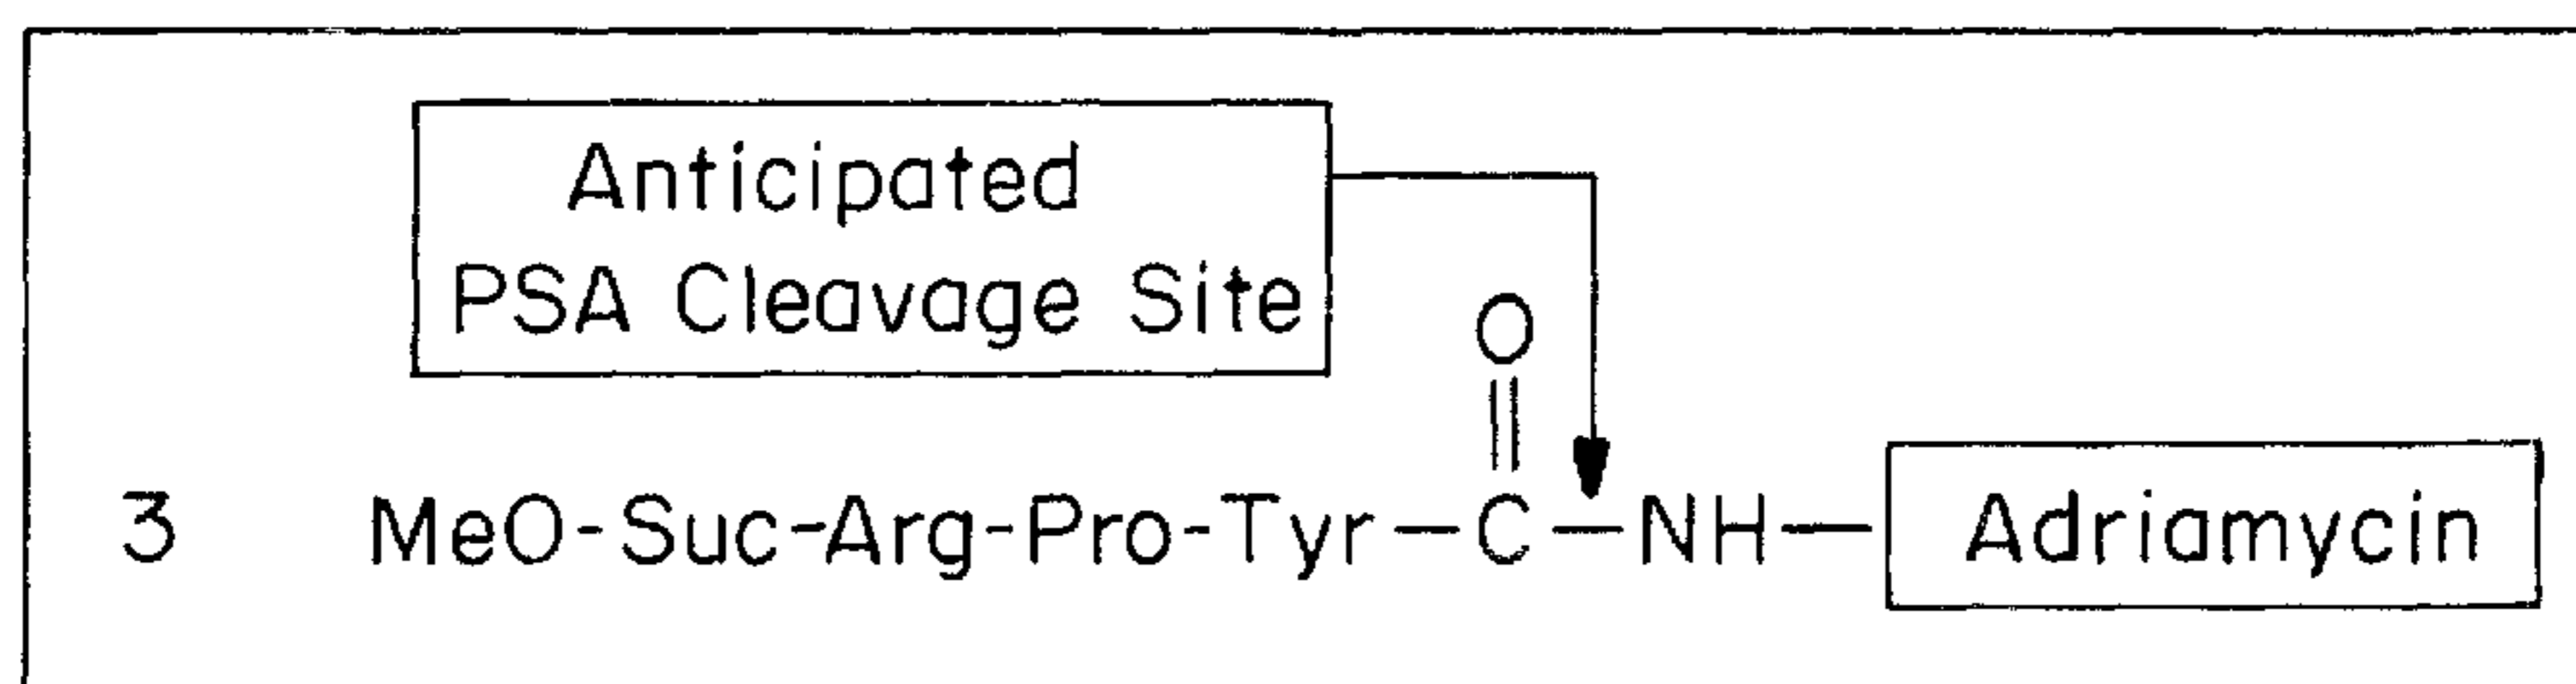 Anticipated
PSA Cleavage Site
O
3 MeO-Suc-Arg-Pro-Tyr-C-NH-Adriamycin